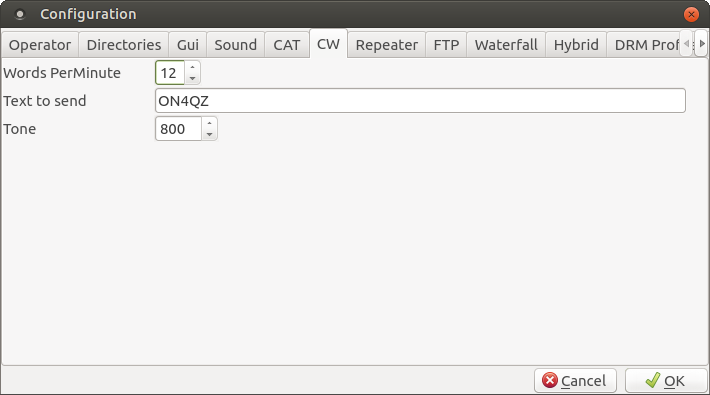 Configuration
Operator Directories Gui Sound CAT CW Repeater FTP Waterfall Hybrid DRM
Words PerMinute 12
Text to send ON4QZ
Tone 800
Cancel OK